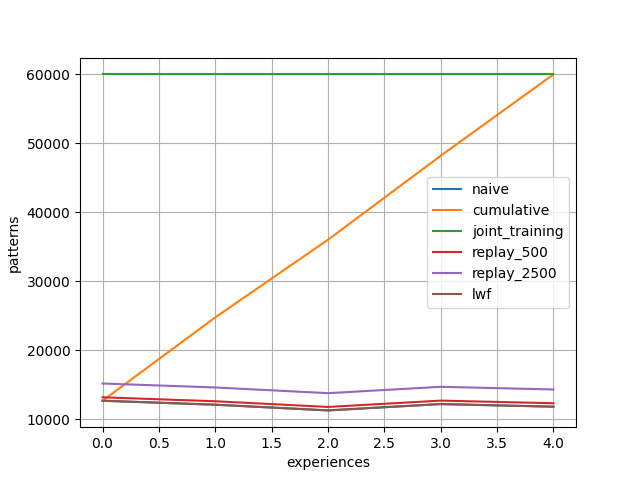 60000
50000
40000
30000
20000
10000
patterns
naive
cumulative
joint_training
replay_500
replay_2500
lwf
0.0 0.5 1.0 1.5 2.0 2.5 3.0 3.5 4.0
experiences